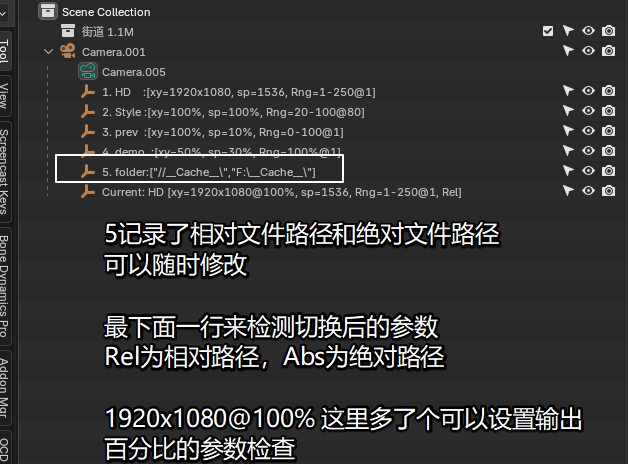 Scene Collection
街道 1.1M
Camera.001
Camera.005
1. HD :[xy=1920x1080, sp=1536, Rng=1-250@1]
2. Style :[xy=100%, sp=100%, Rng=20-100@80]
3. prev :[xy=100%, sp=10%, Rng=0-100@1]
4. demo :[xy=50%, sp=30%, Rng=100%@1]
5. folder:["//__Cache__\","F:\__Cache__\"]
Current: HD [xy=1920x1080@100%, sp=1536, Rng=1-250@1, Rel]
5记录了相对文件路径和绝对文件路径
可以随时修改
最下面一行来检测切换后的参数
Rel为相对路径，Abs为绝对路径
1920x1080@100% 这里多了个可以设置输出
百分比的参数检查
Tool
View
Screencast Keys
Bone Dynamics Pro
Addon Mgr
OCD